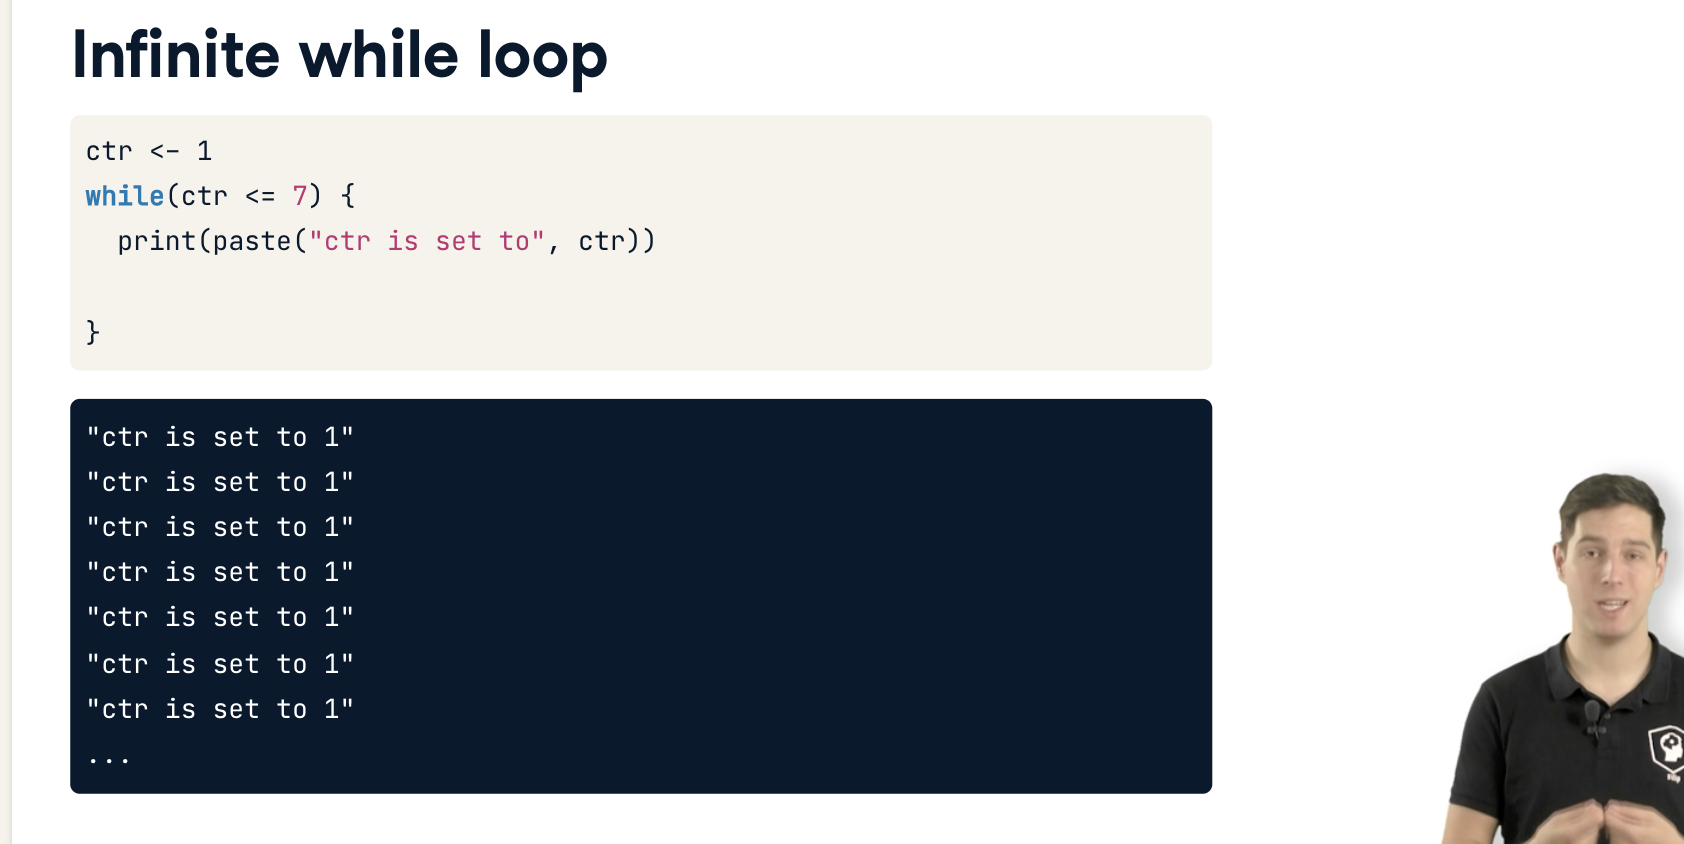 Infinite while loop
ctr <- 1
while(ctr <= 7) {
  print(paste("ctr is set to", ctr))
}
"ctr is set to 1"
"ctr is set to 1"
"ctr is set to 1"
"ctr is set to 1"
"ctr is set to 1"
"ctr is set to 1"
"ctr is set to 1"
...
Filip